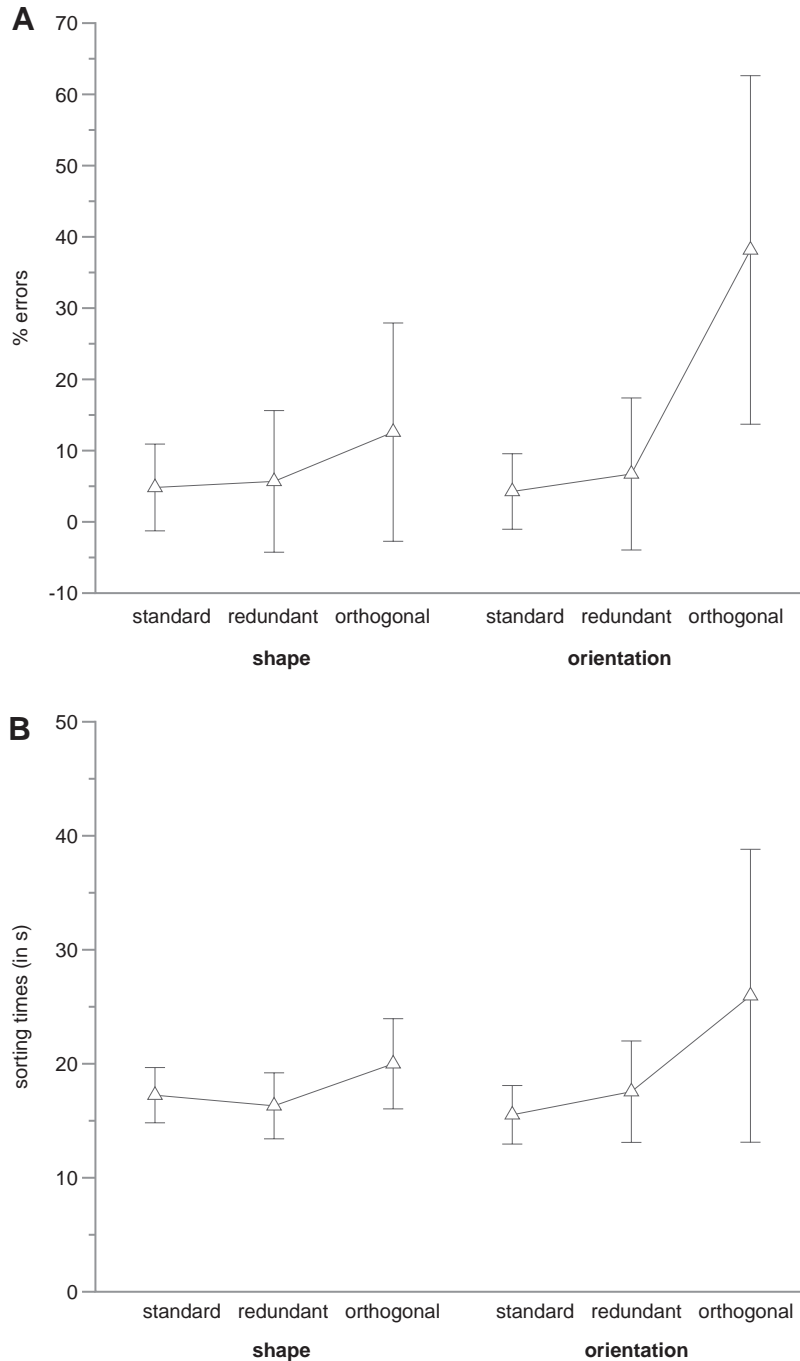 A
70
60
50
40
30
20
10
0
-10
% errors
standard redundant orthogonal standard redundant orthogonal
shape orientation
B
50
40
30
20
10
0
sorting times (in s)
standard redundant orthogonal standard redundant orthogonal
shape orientation